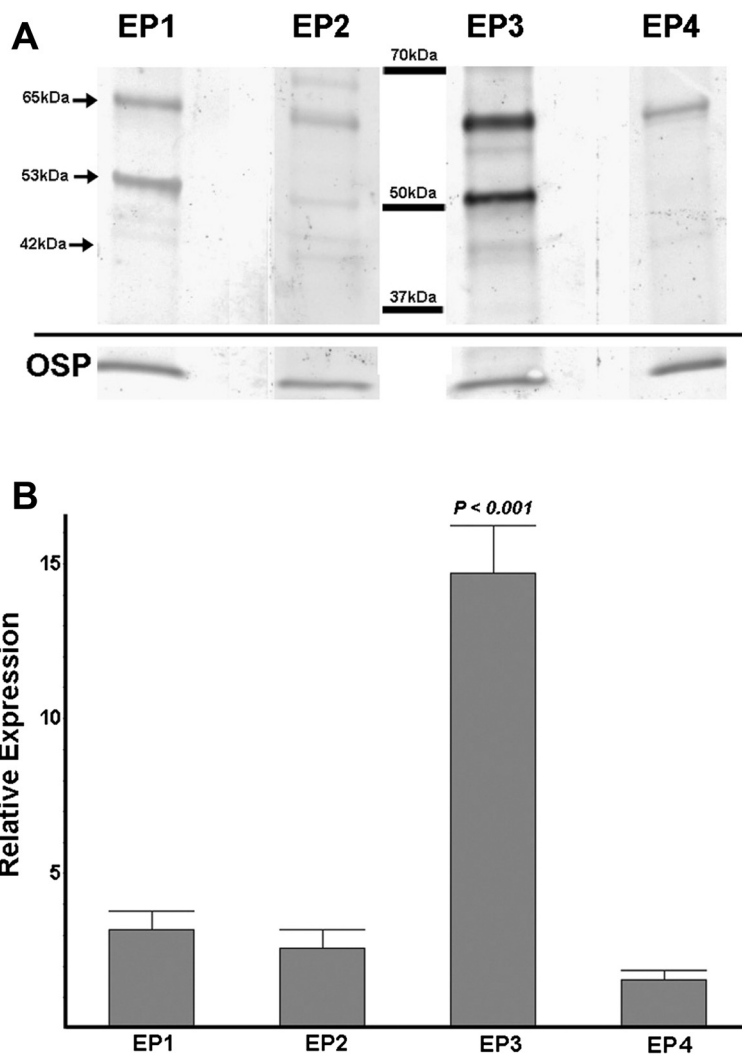 A
EP1 EP2 EP3 EP4
70kDa
65kDa
53kDa
50kDa
42kDa
37kDa
OSP
B
P < 0.001
15
10
5
Relative Expression
EP1 EP2 EP3 EP4